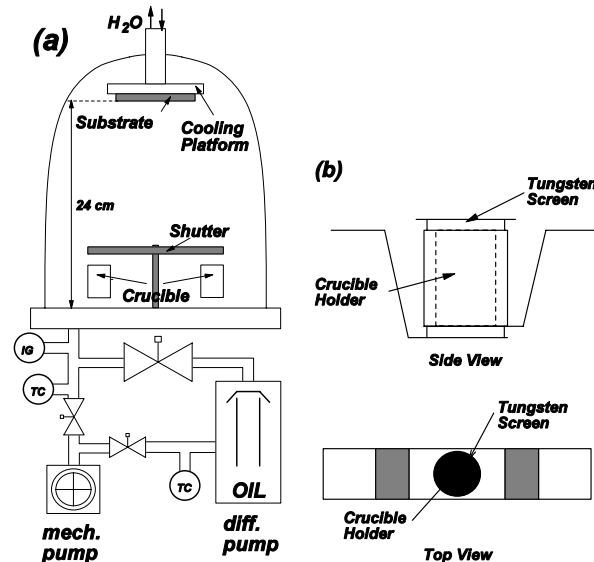 H2O
(a)
Substrate
Cooling
Platform
24 cm
Shutter
Crucible
IG
TC
TC
OIL
mech.
pump
diff.
pump
(b)
Tungsten
Screen
Crucible
Holder
Side View
Tungsten
Screen
Crucible
Holder
Top View